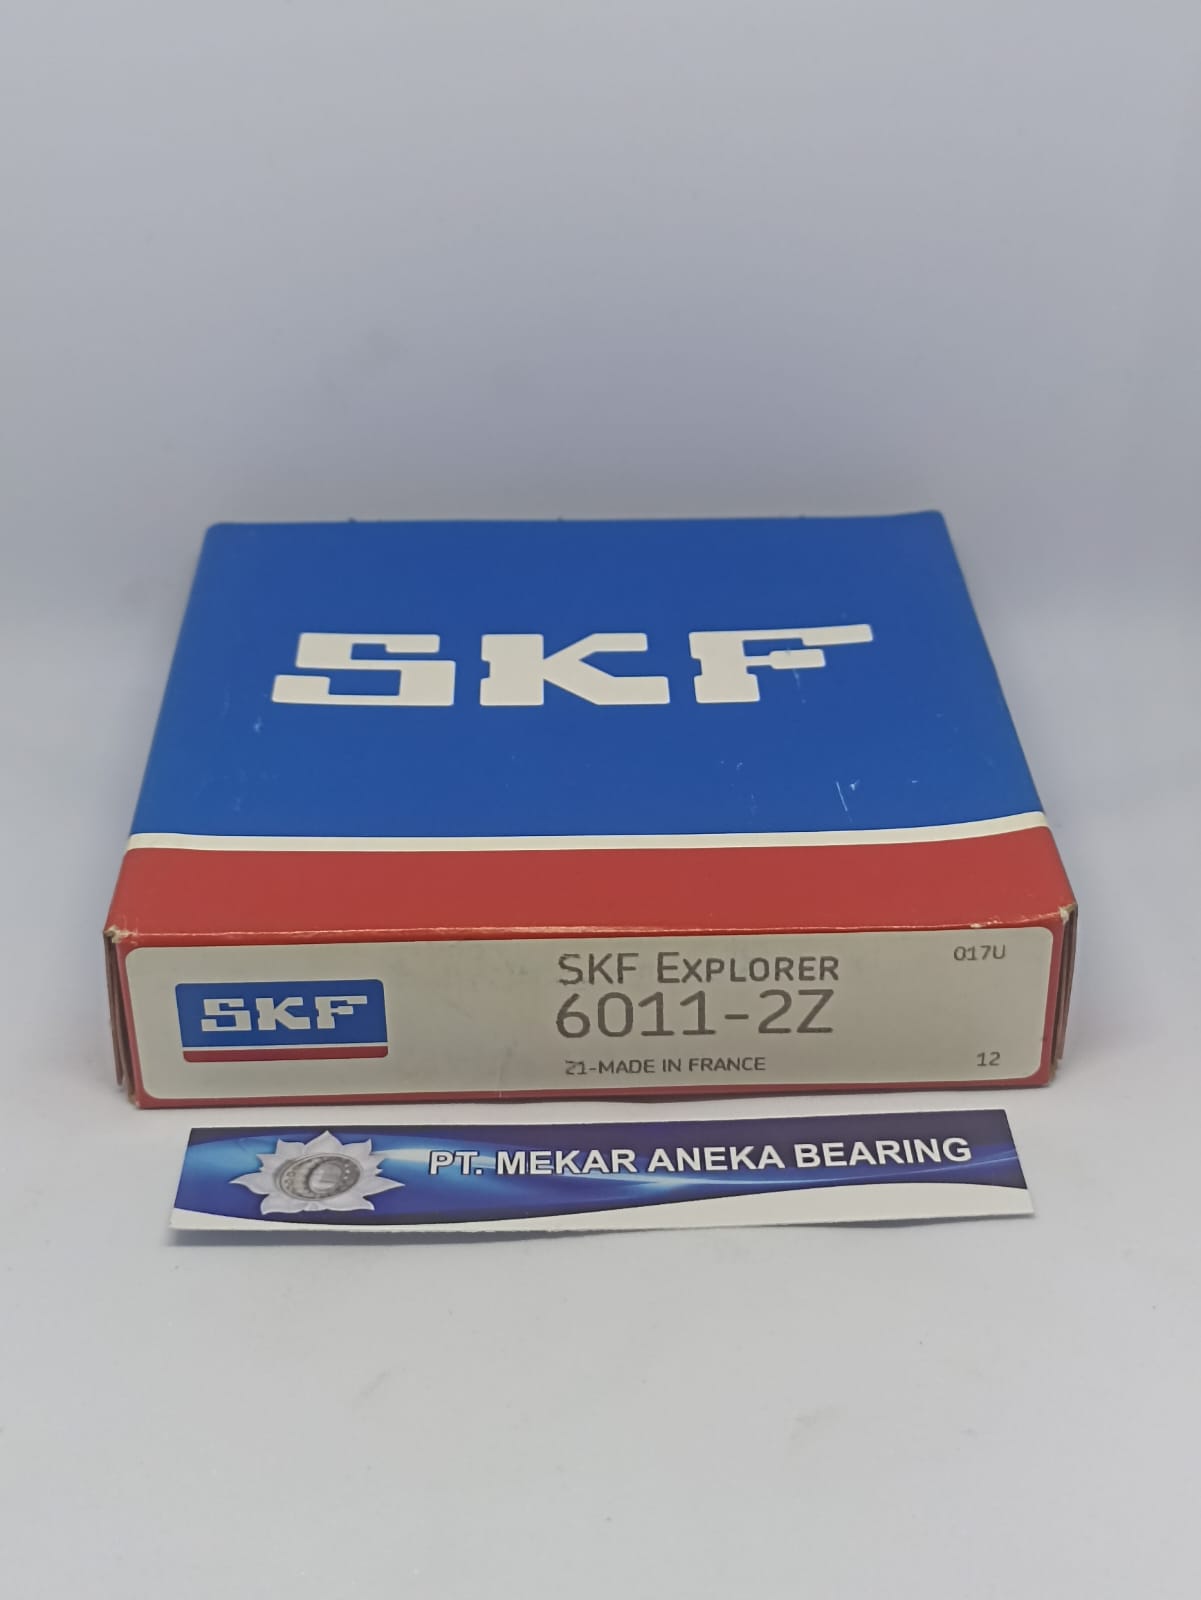 SKF
SKF
SKF EXPLORER
017U
6011-2Z
21-MADE IN FRANCE
12
PT. MEKAR ANEKA BEARING